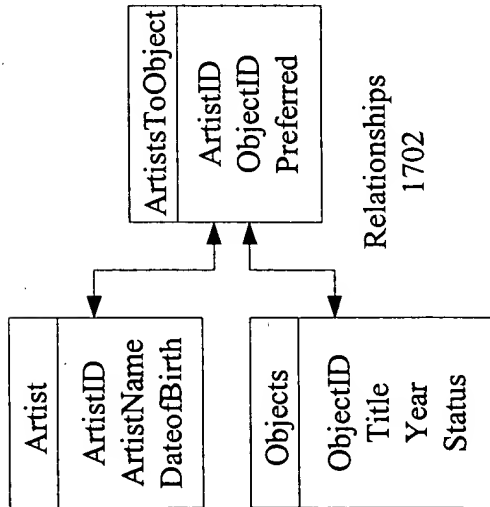 Artist
ArtistID
ArtistName
DateofBirth
Objects
ObjectID
Title
Year
Status
ArtistsToObject
ArtistID
ObjectID
Preferred
Relationships
1702